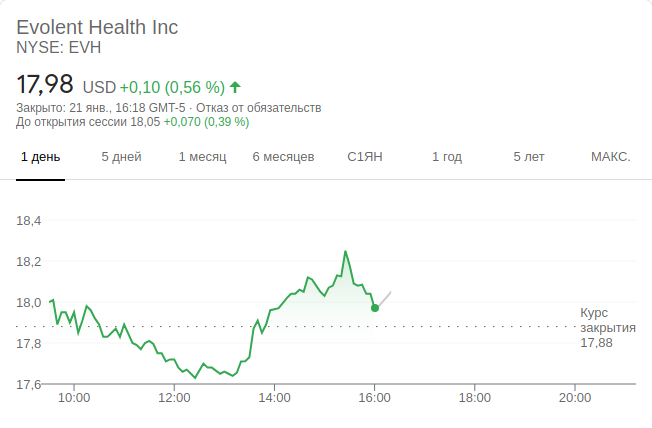 Evolent Health Inc
NYSE: EVH
17,98 USD +0,10 (0,56 %)
Закрыто: 21 янв., 16:18 GMT-5 · Отказ от обязательств
До открытия сессии 18,05 +0,070 (0,39 %)
1 день 5 дней 1 месяц 6 месяцев С1ЯН 1 год 5 лет МАКС.
18,4
18,2
18,0
Курс
закрытия
17,88
17,8
17,6
10:00 12:00 14:00 16:00 18:00 20:00